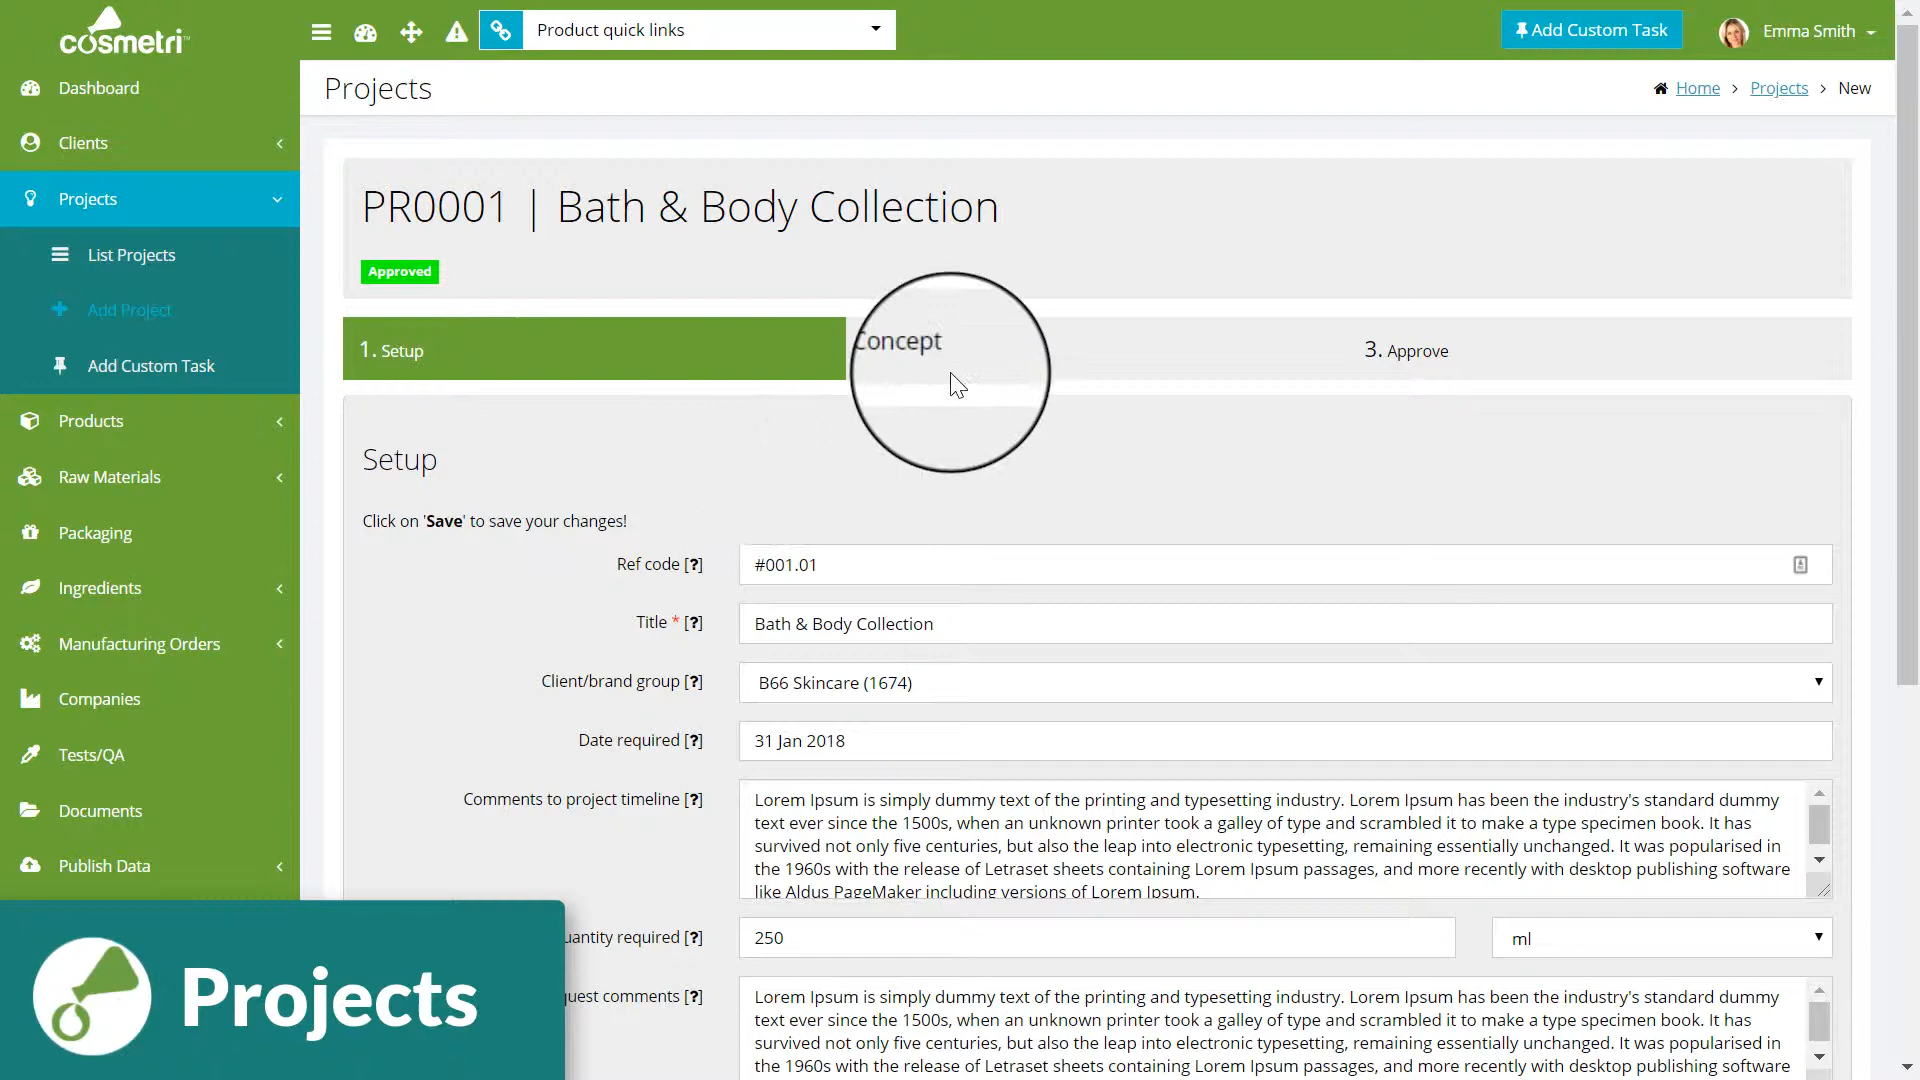 cosmetri™
Product quick links
Add Custom Task
Emma Smith
Dashboard
Clients
Projects
List Projects
Add Project
Add Custom Task
Products
Raw Materials
Packaging
Ingredients
Manufacturing Orders
Companies
Tests/QA
Documents
Publish Data
Projects
Home > Projects > New
PR0001 | Bath & Body Collection
Approved
1. Setup
Concept
3. Approve
Setup
Click on 'Save' to save your changes!
Ref code [?]
#001.01
Title * [?]
Bath & Body Collection
Client/brand group [?]
B66 Skincare (1674)
Date required [?]
31 Jan 2018
Comments to project timeline [?]
Lorem Ipsum is simply dummy text of the printing and typesetting industry. Lorem Ipsum has been the industry's standard dummy
text ever since the 1500s, when an unknown printer took a galley of type and scrambled it to make a type specimen book. It has
survived not only five centuries, but also the leap into electronic typesetting, remaining essentially unchanged. It was popularised in
the 1960s with the release of Letraset sheets containing Lorem Ipsum passages, and more recently with desktop publishing software
like Aldus PageMaker including versions of Lorem Ipsum.
uantity required [?]
250
ml
quest comments [?]
Lorem Ipsum is simply dummy text of the printing and typesetting industry. Lorem Ipsum has been the industry's standard dummy
text ever since the 1500s, when an unknown printer took a galley of type and scrambled it to make a type specimen book. It has
survived not only five centuries, but also the leap into electronic typesetting, remaining essentially unchanged. It was popularised in
the 1960s with the release of Letraset sheets containing Lorem Ipsum passages, and more recently with desktop publishing software
Projects